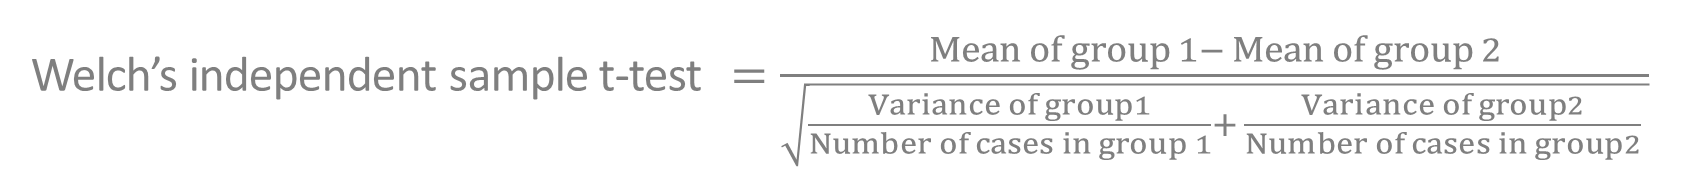 Welch’s independent sample t-test = 
Mean of group 1− Mean of group 2
Variance of group1 Variance of group2
Number of cases in group 1 + Number of cases in group2